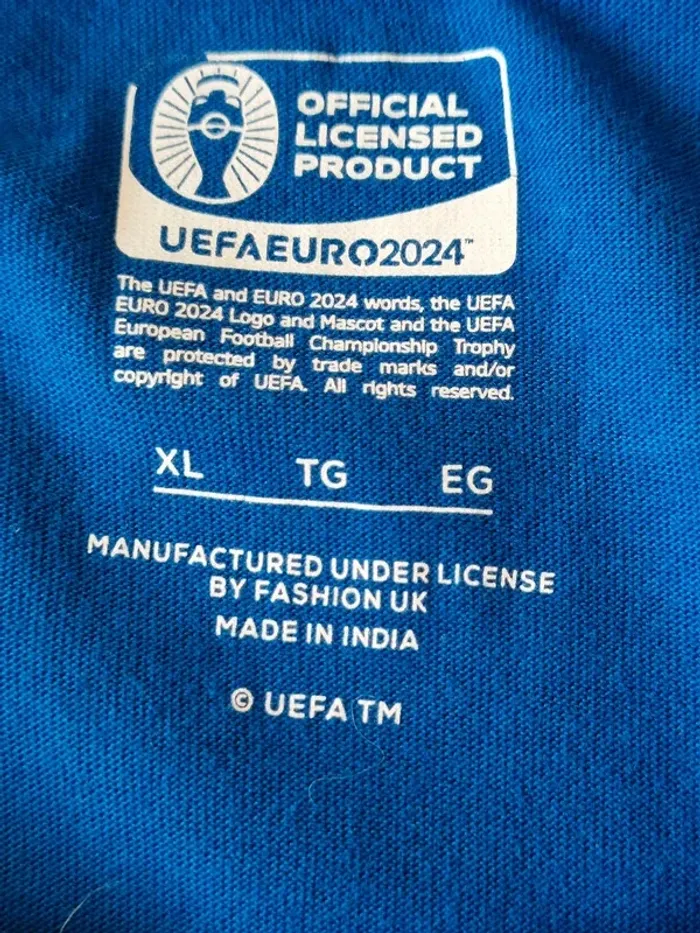 OFFICIAL
LICENSED
PRODUCT
UEFAEURO2024™
The UEFA and EURO 2024 words, the UEFA
EURO 2024 Logo and Mascot and the UEFA
European Football Championship Trophy
are protected by trade marks and/or
copyright of UEFA. All rights reserved.
XL TG EG
MANUFACTURED UNDER LICENSE
BY FASHION UK
MADE IN INDIA
© UEFA TM